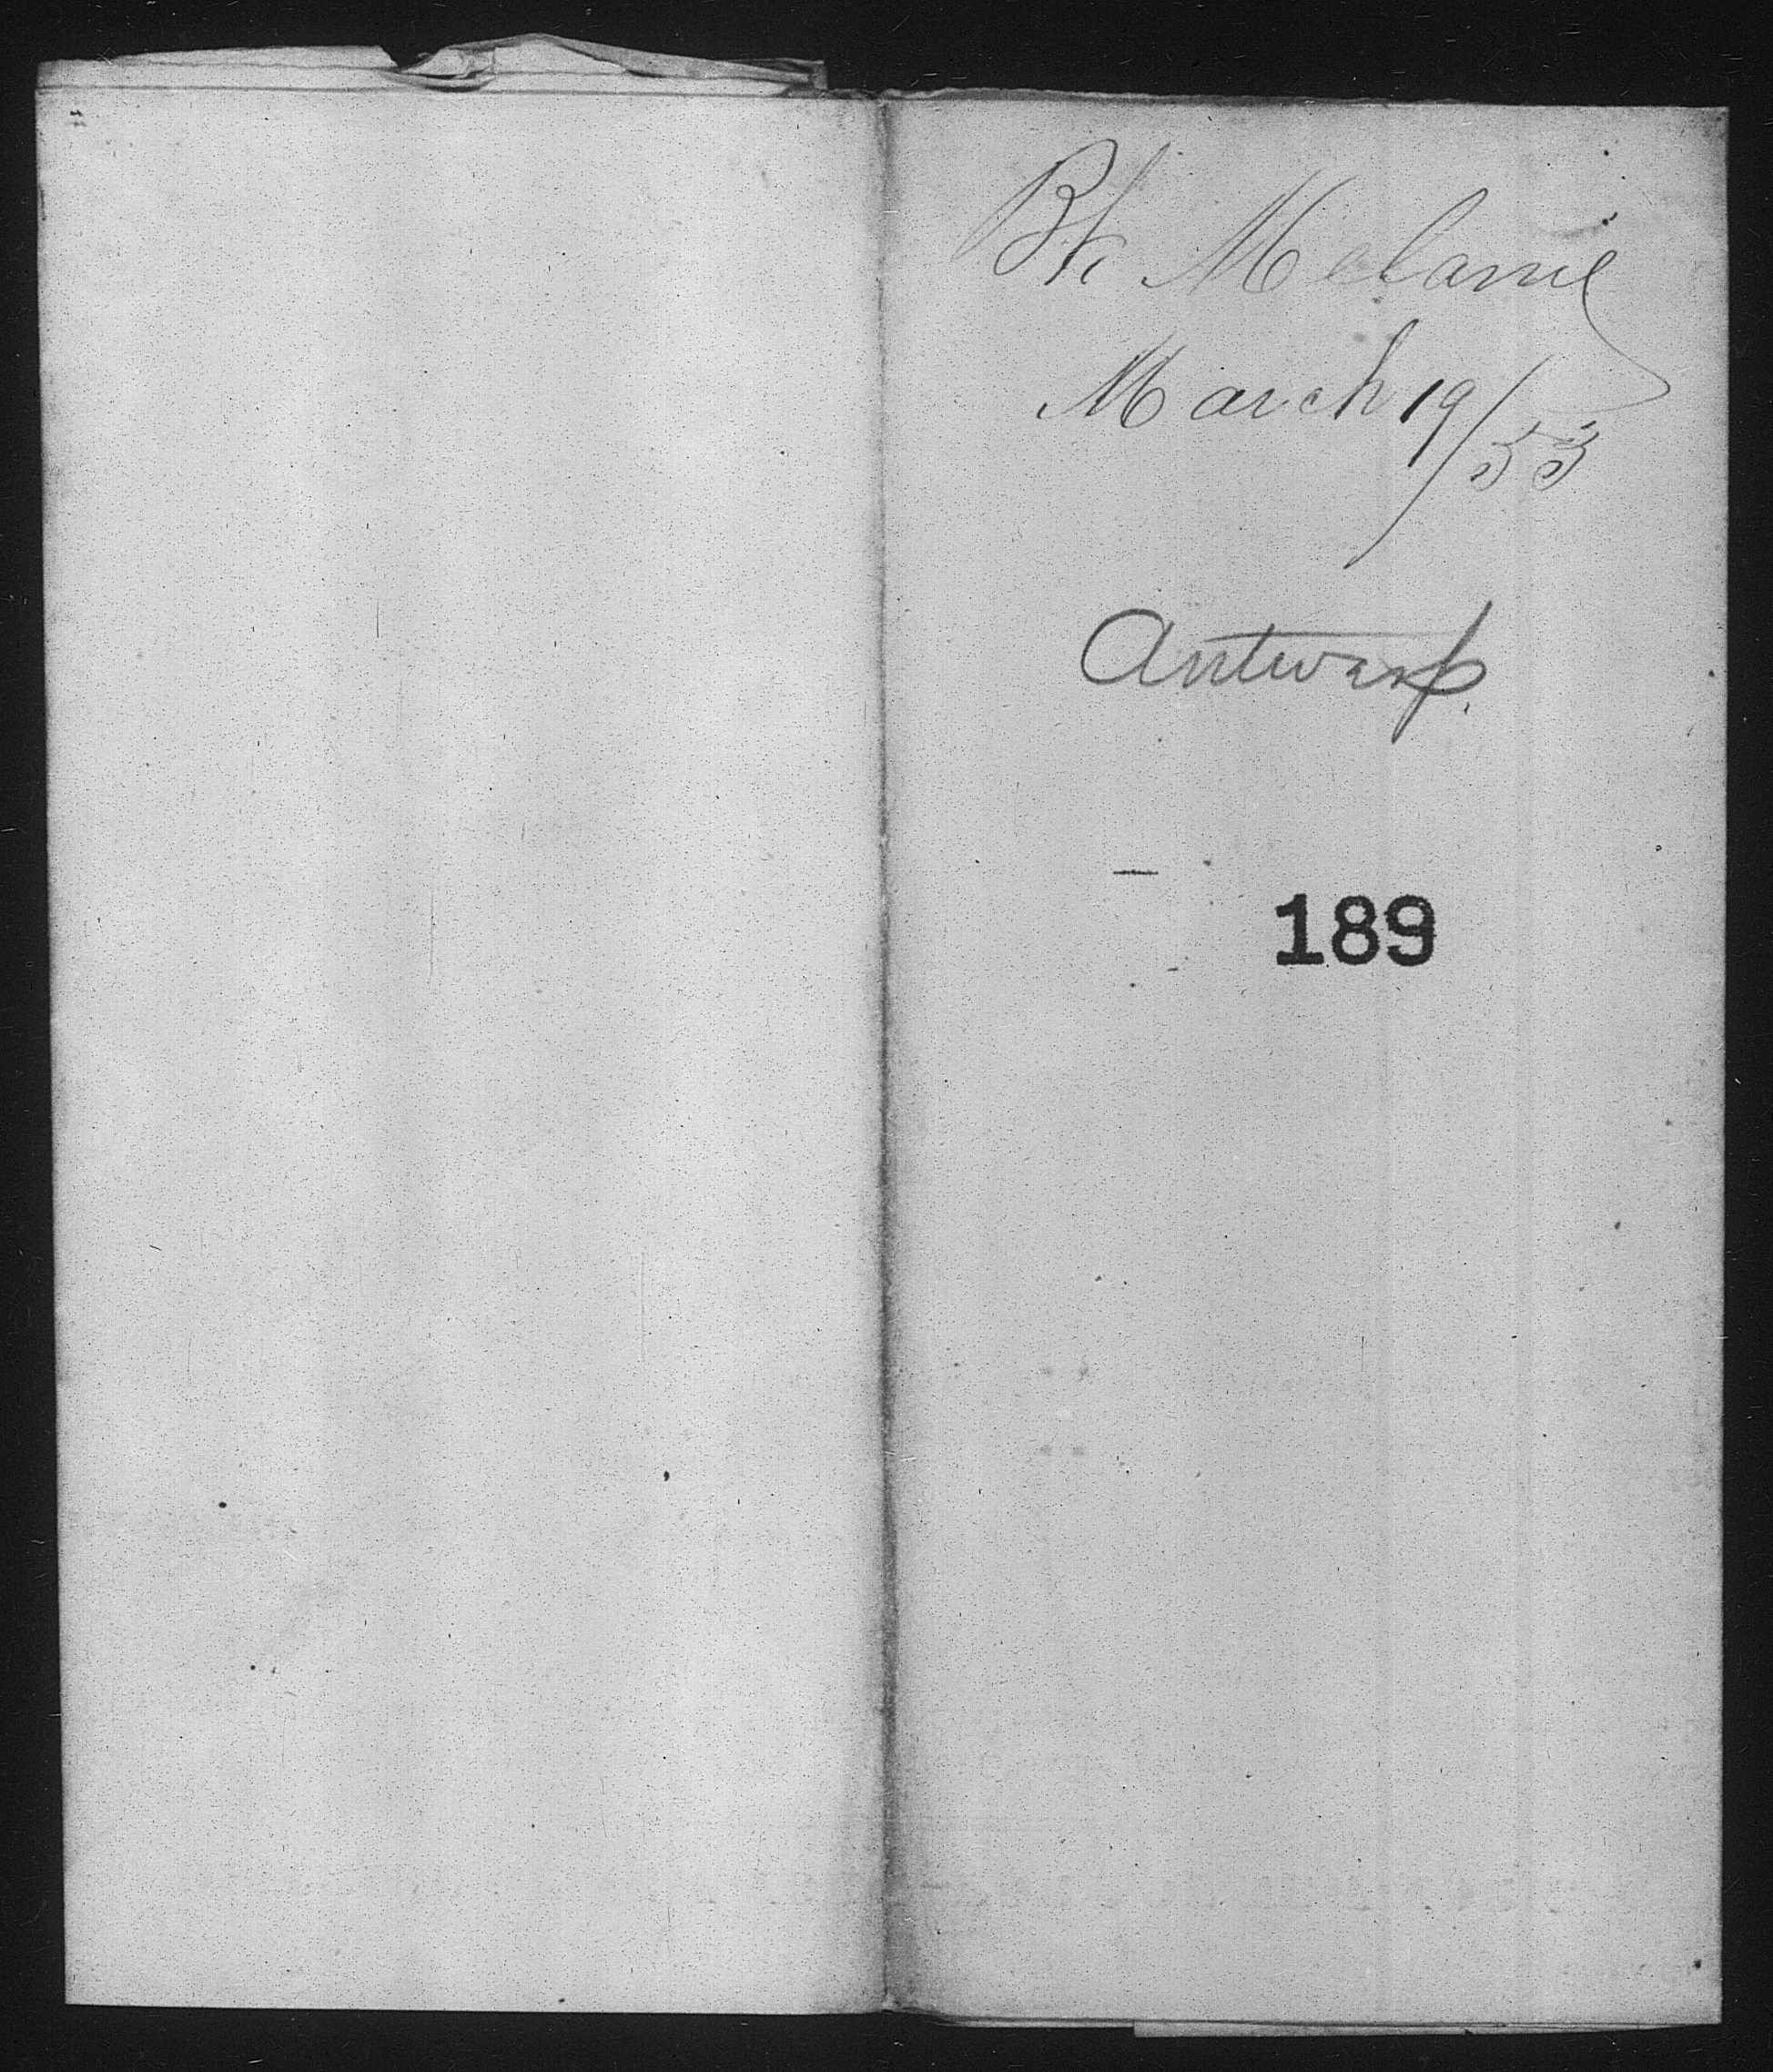 Bk Melanie
March 19/53
Antwerp.
189